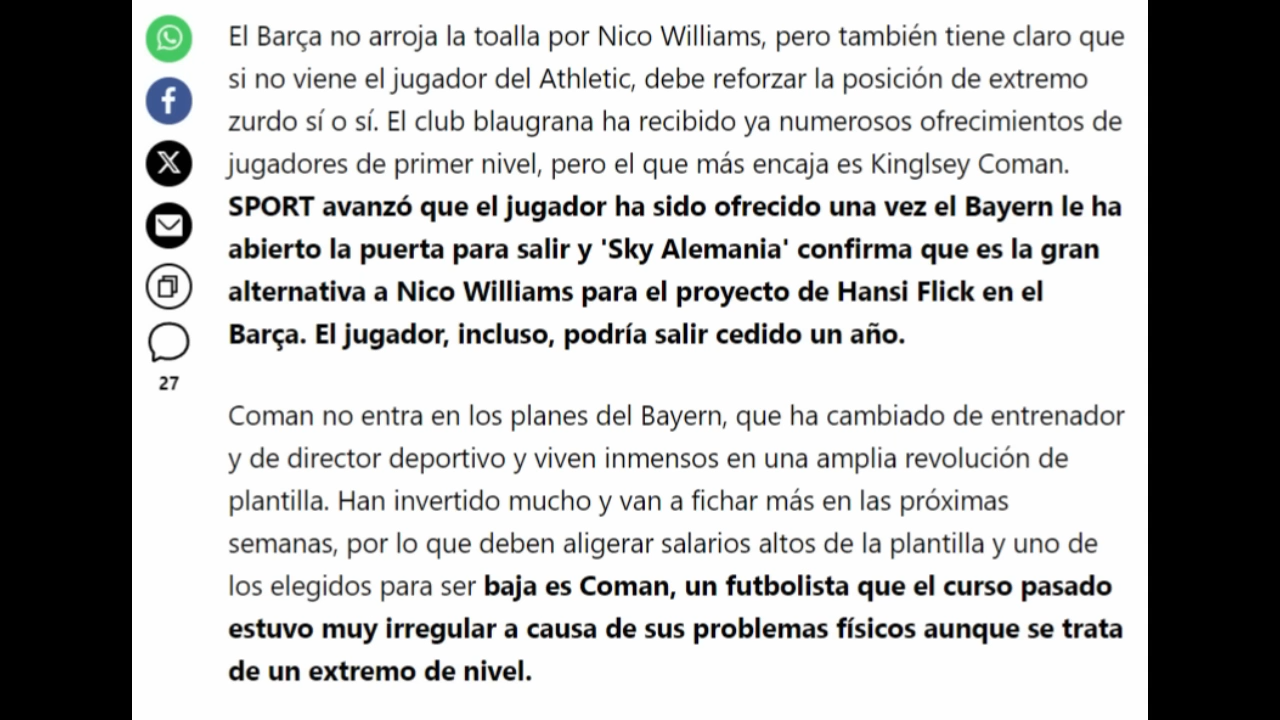 El Barça no arroja la toalla por Nico Williams, pero también tiene claro que
si no viene el jugador del Athletic, debe reforzar la posición de extremo
zurdo sí o sí. El club blaugrana ha recibido ya numerosos ofrecimientos de
jugadores de primer nivel, pero el que más encaja es Kinglsey Coman.
SPORT avanzó que el jugador ha sido ofrecido una vez el Bayern le ha
abierto la puerta para salir y 'Sky Alemania' confirma que es la gran
alternativa a Nico Williams para el proyecto de Hansi Flick en el
Barça. El jugador, incluso, podría salir cedido un año.
27
Coman no entra en los planes del Bayern, que ha cambiado de entrenador
y de director deportivo y viven inmensos en una amplia revolución de
plantilla. Han invertido mucho y van a fichar más en las próximas
semanas, por lo que deben aligerar salarios altos de la plantilla y uno de
los elegidos para ser baja es Coman, un futbolista que el curso pasado
estuvo muy irregular a causa de sus problemas físicos aunque se trata
de un extremo de nivel.